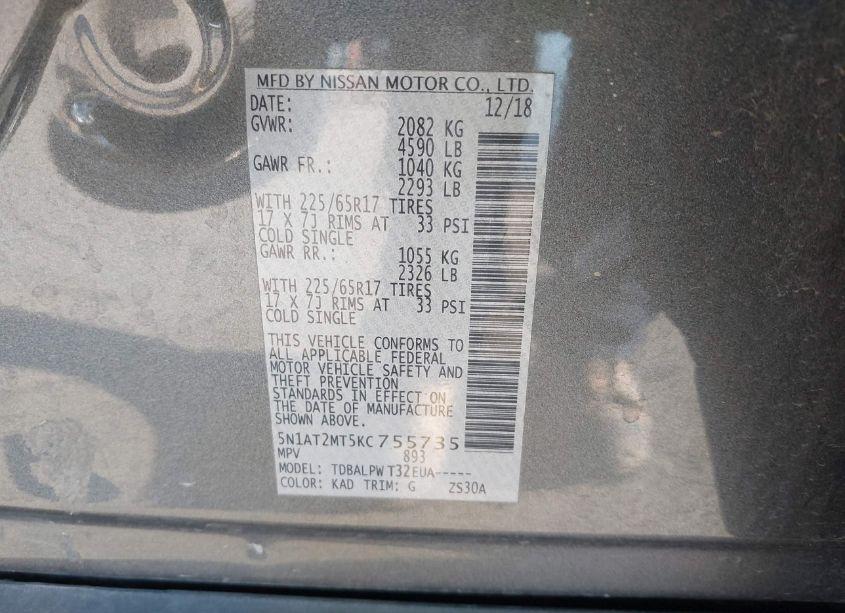 MFD BY NISSAN MOTOR CO., LTD.
DATE: 12/18
GVWR: 2082 KG
4590 LB
GAWR FR.: 1040 KG
2293 LB
WITH 225/65R17 TIRES
17 X 7J RIMS AT 33 PSI
COLD SINGLE
GAWR RR.: 1055 KG
2326 LB
WITH 225/65R17 TIRES
17 X 7J RIMS AT 33 PSI
COLD SINGLE
THIS VEHICLE CONFORMS TO
ALL APPLICABLE FEDERAL
MOTOR VEHICLE SAFETY AND
THEFT PREVENTION
STANDARDS IN EFFECT ON
THE DATE OF MANUFACTURE
SHOWN ABOVE.
5N1AT2MT5KC755735
MPV 893
MODEL: TDBALPW T32EUA-----
COLOR: KAD TRIM: G ZS30A